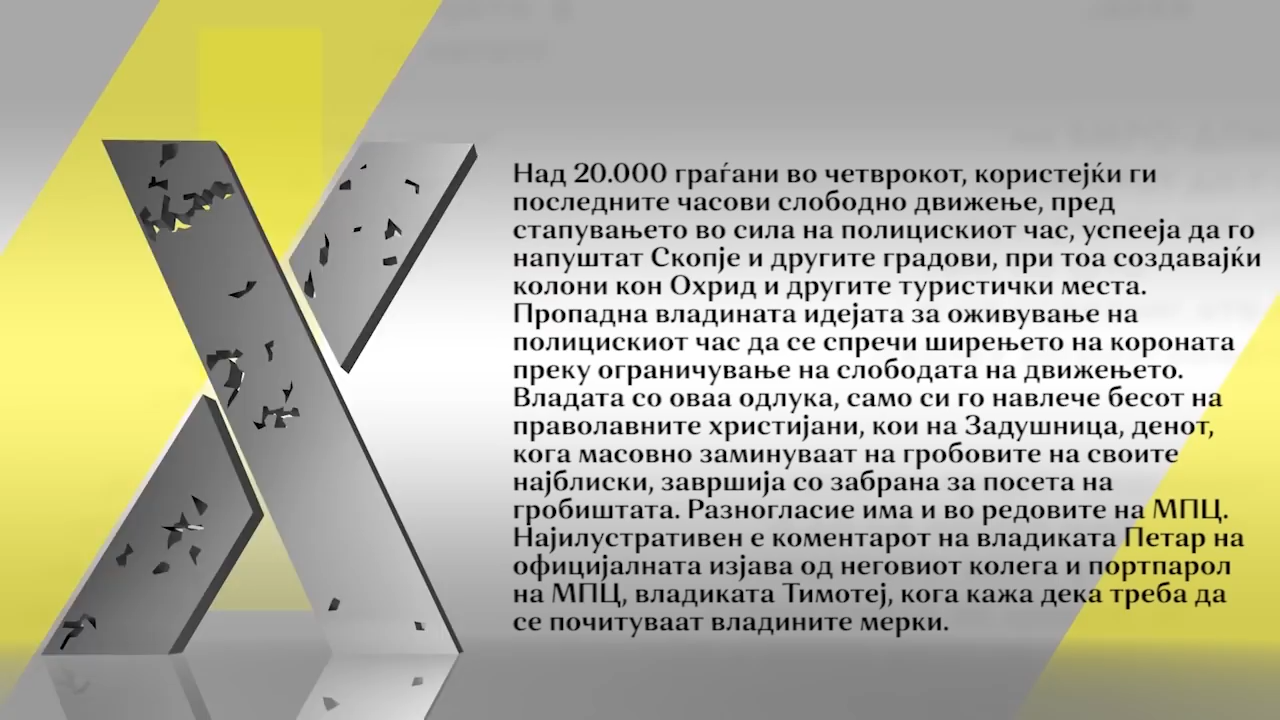 Над 20.000 граѓани во четврокот, користејќи ги
последните часови слободно движење, пред
стапувањето во сила на полицискиот час, успееја да го
напуштат Скопје и другите градови, при тоа создавајќи
колони кон Охрид и другите туристички места.
Пропадна владината идејата за оживување на
полицискиот час да се спречи ширењето на короната
преку ограничување на слободата на движењето.
Владата со оваа одлука, само си го навлече бесот на
праволавните христијани, кои на Задушница, денот,
кога масовно заминуваат на гробовите на своите
најблиски, завршија со забрана за посета на
гробиштата. Разногласие има и во редовите на МПЦ.
Најилустративен е коментарот на владиката Петар на
официјалната изјава од неговиот колега и портпарол
на МПЦ, владиката Тимотеј, кога кажа дека треба да
се почитуваат владините мерки.